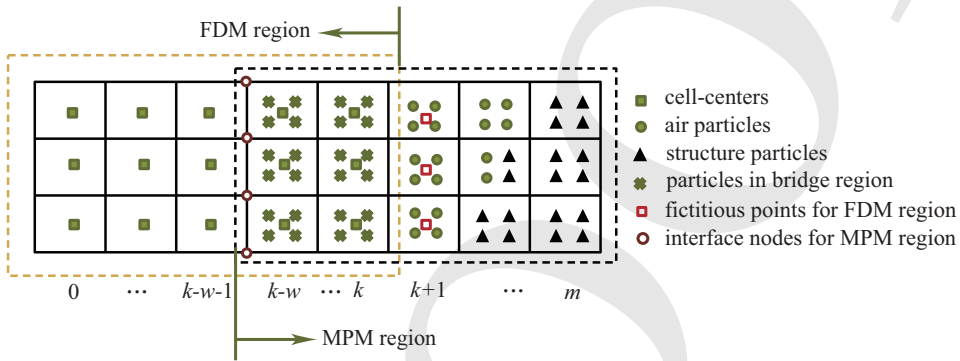 FDM region
cell-centers
air particles
structure particles
particles in bridge region
fictitious points for FDM region
interface nodes for MPM region
0 ... k-w-1 k-w ... k k+1 ... m
MPM region